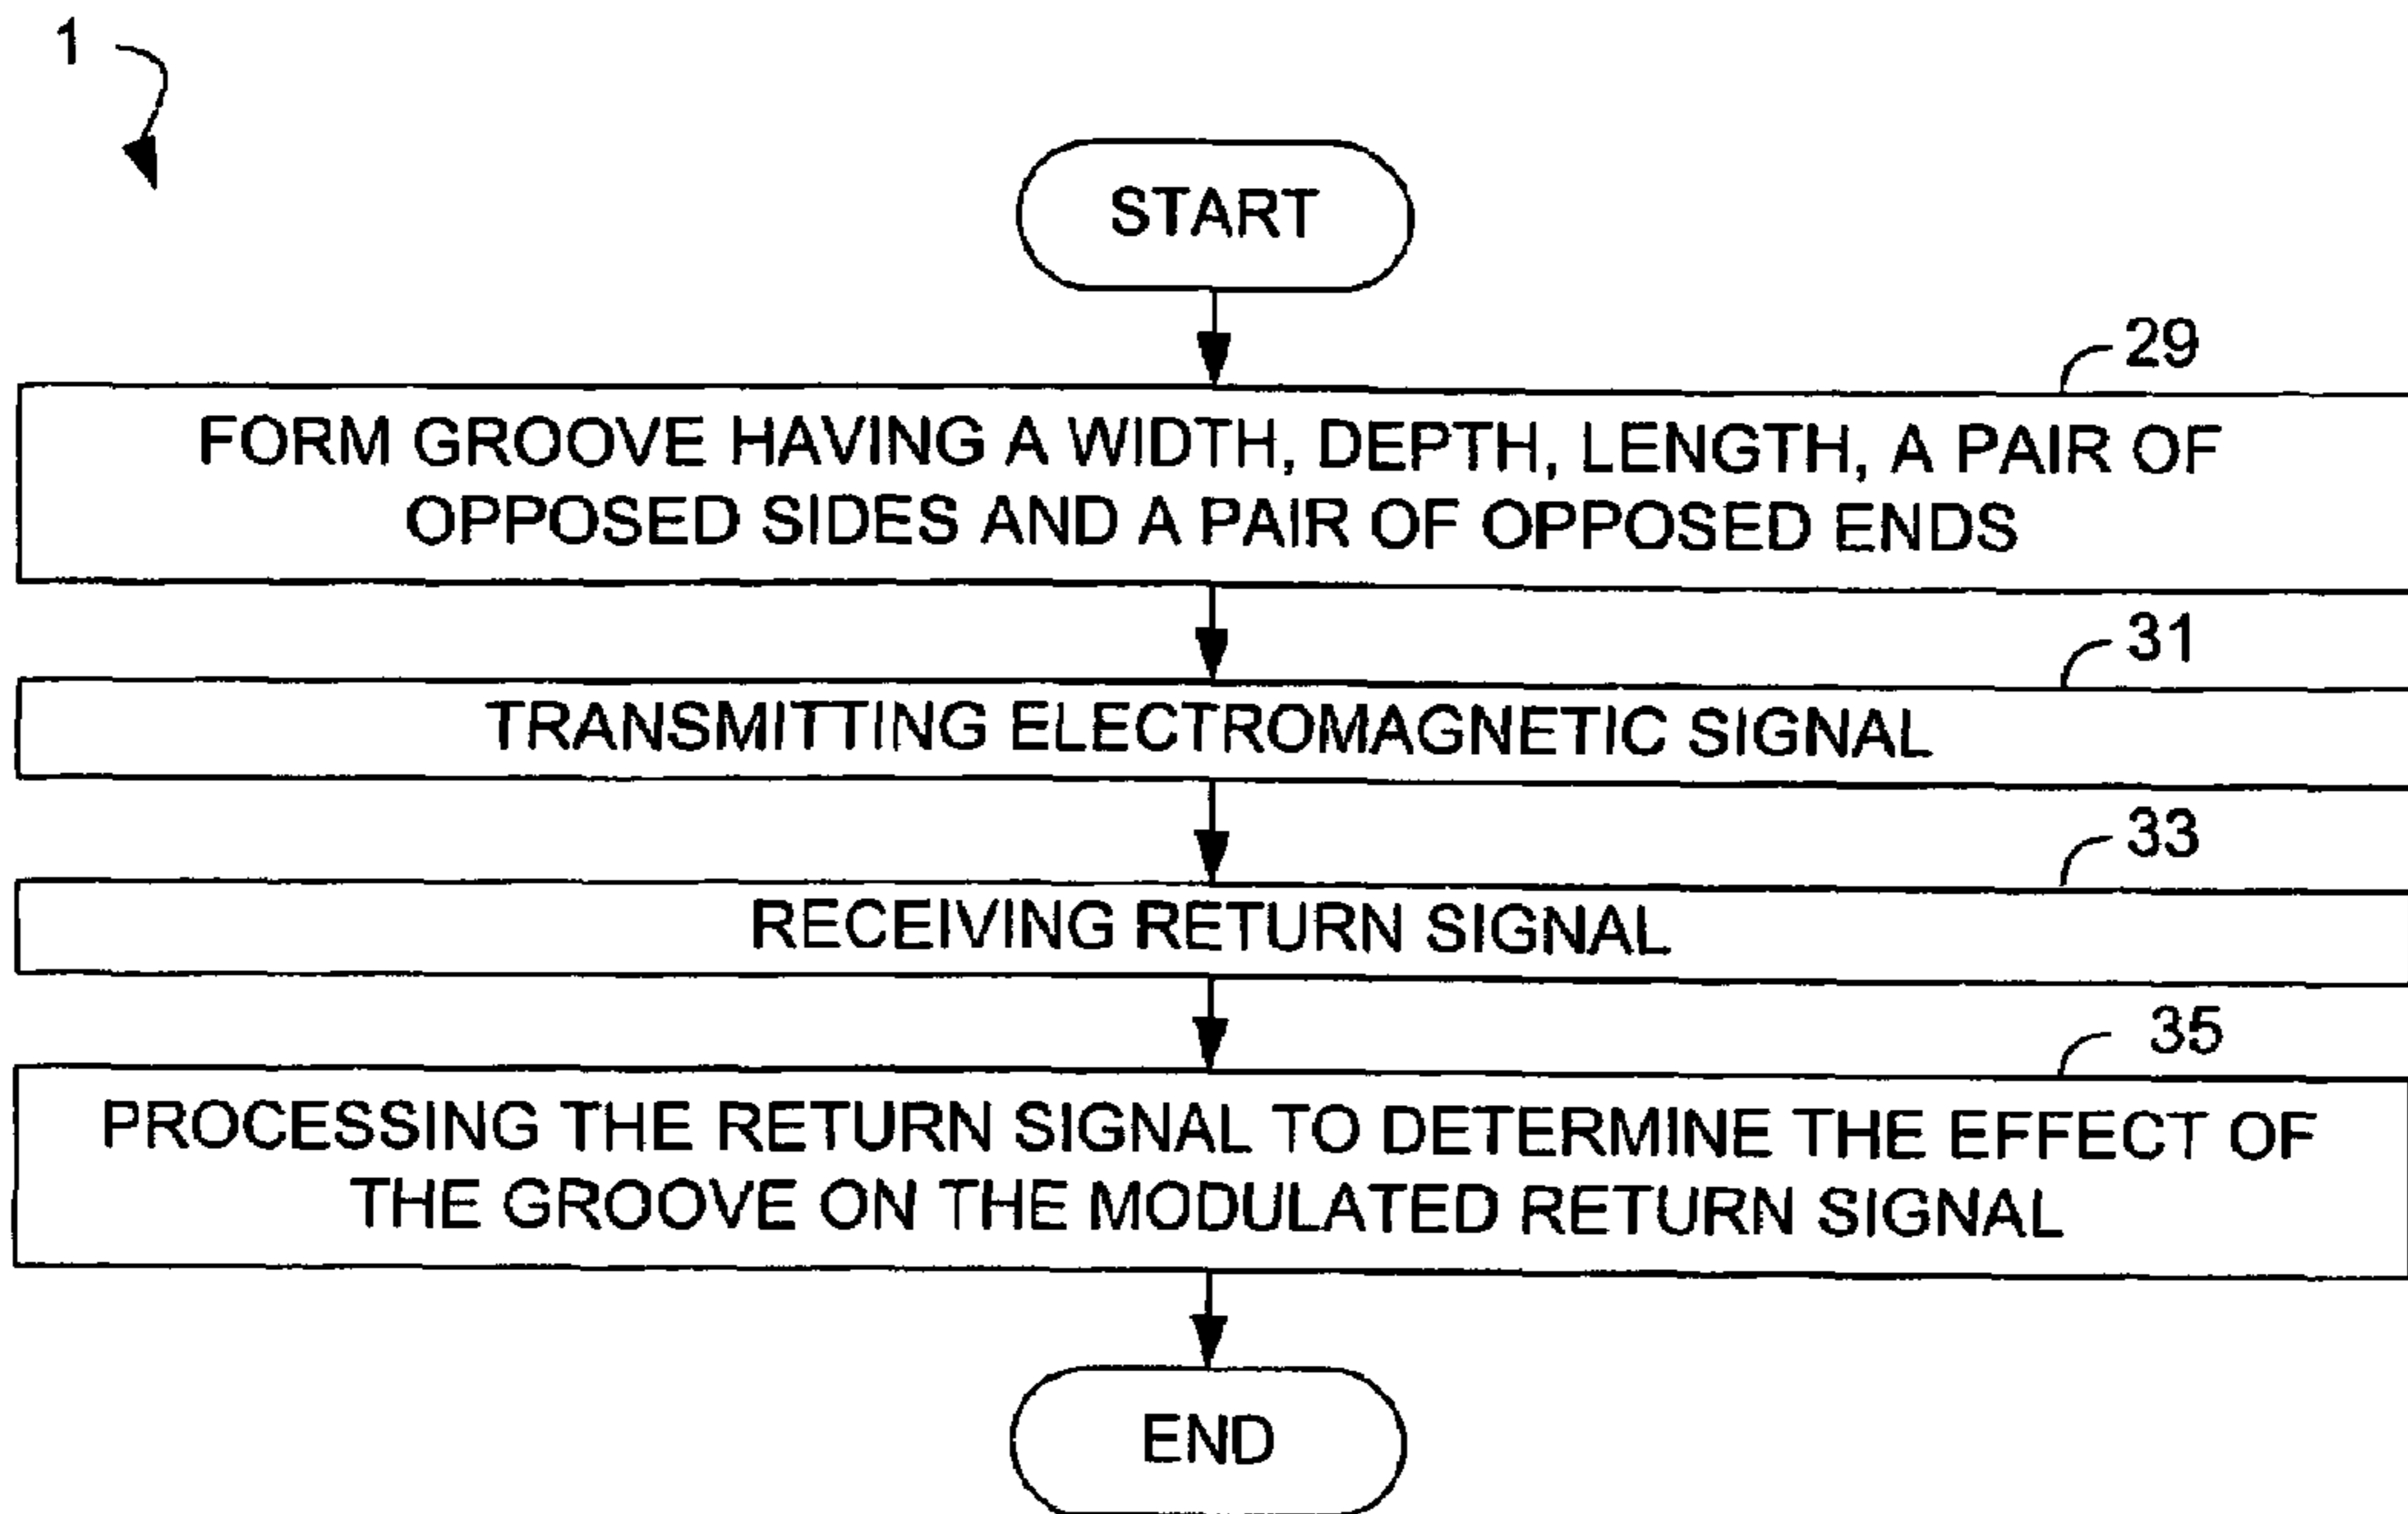 1
START
29
FORM GROOVE HAVING A WIDTH, DEPTH, LENGTH, A PAIR OF
OPPOSED SIDES AND A PAIR OF OPPOSED ENDS
31
TRANSMITTING ELECTROMAGNETIC SIGNAL
33
RECEIVING RETURN SIGNAL
35
PROCESSING THE RETURN SIGNAL TO DETERMINE THE EFFECT OF
THE GROOVE ON THE MODULATED RETURN SIGNAL
END